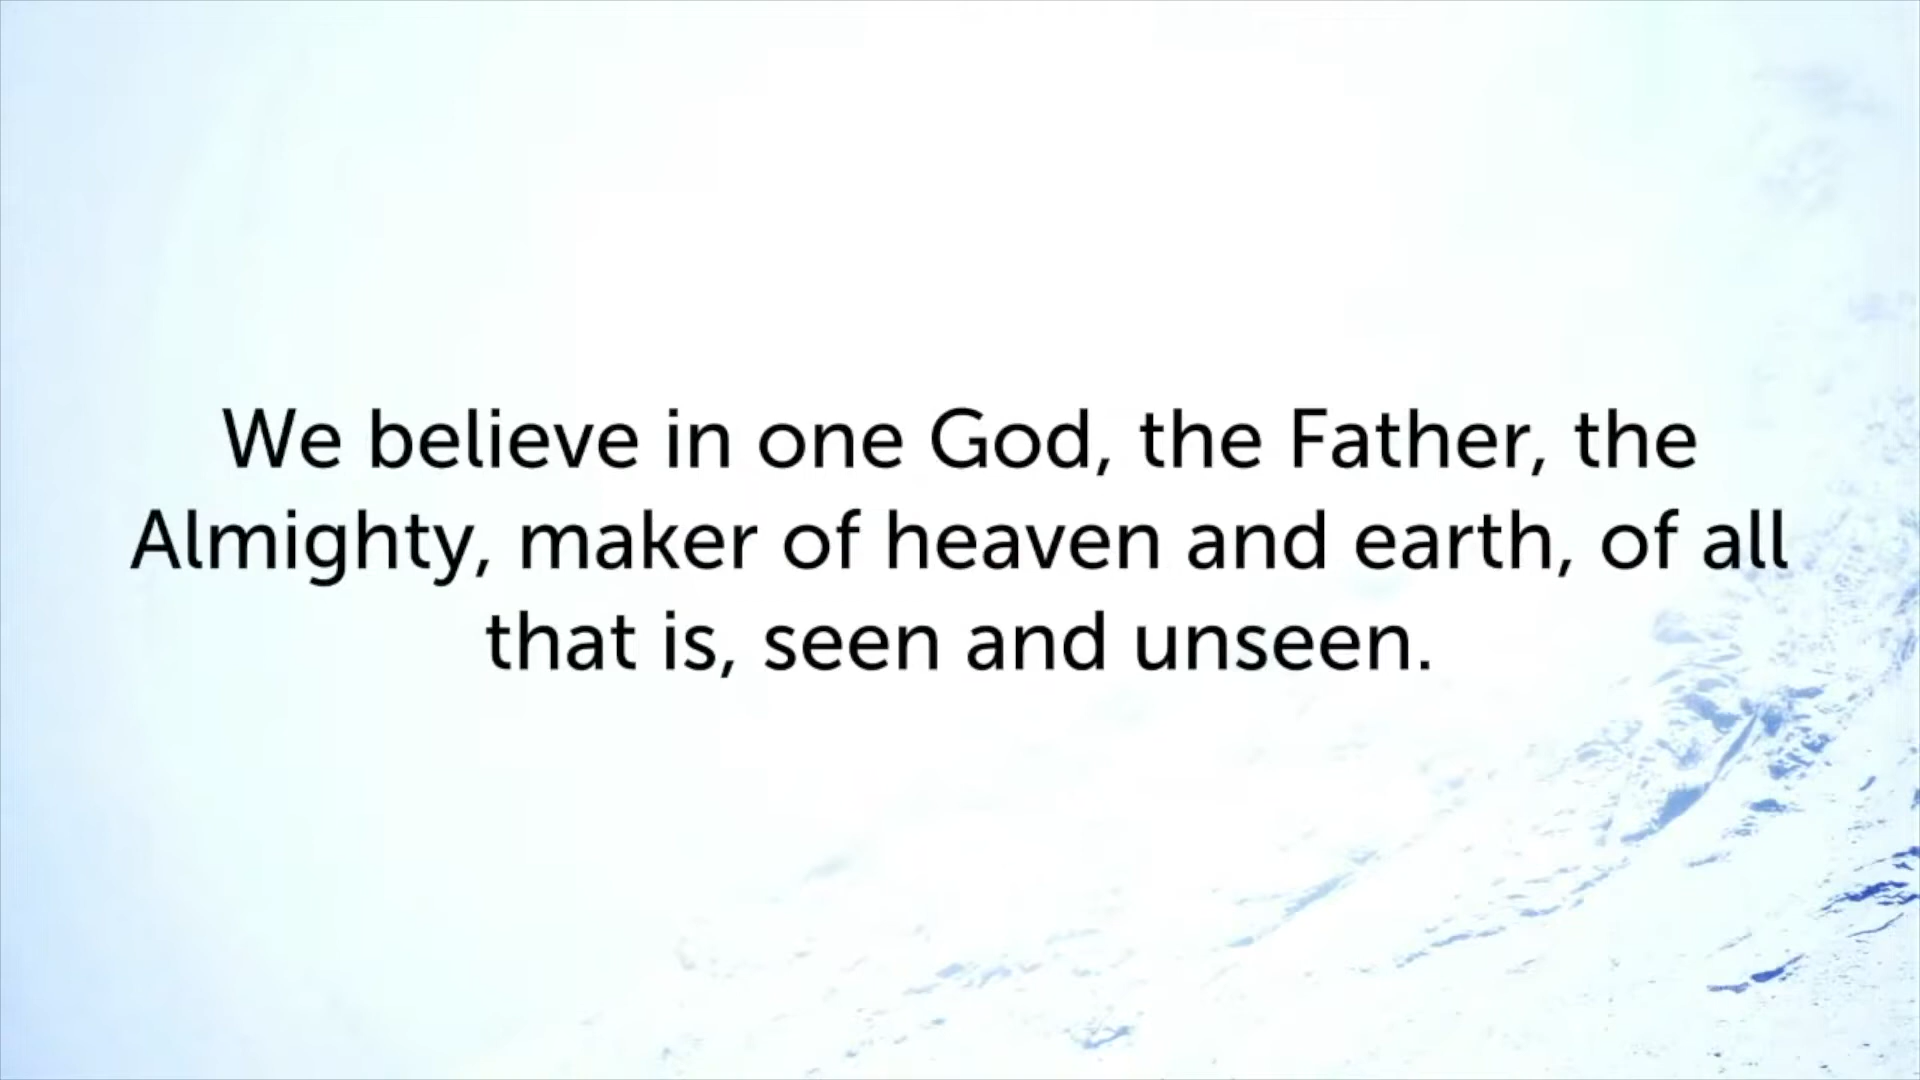 We believe in one God, the Father, the
Almighty, maker of heaven and earth, of all
that is, seen and unseen.